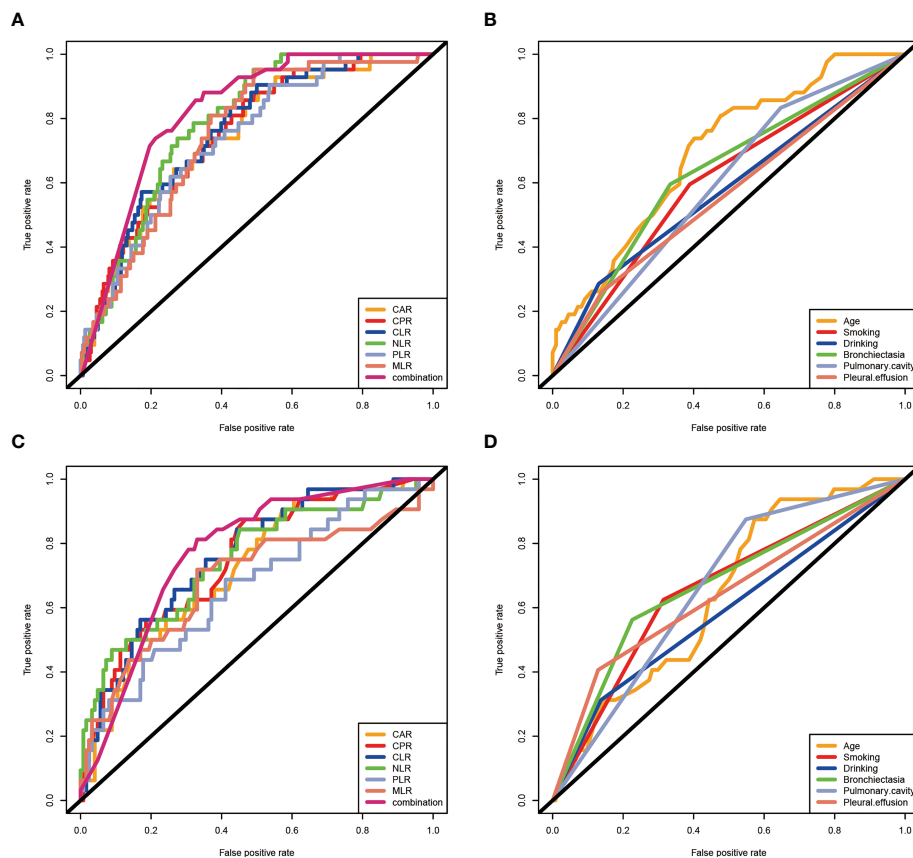 A
True positive rate
0.0 0.2 0.4 0.6 0.8 1.0
CAR
CPR
CLR
NLR
PLR
MLR
combination
0.0 0.2 0.4 0.6 0.8 1.0
False positive rate
B
True positive rate
0.0 0.2 0.4 0.6 0.8 1.0
Age
Smoking
Drinking
Bronchiectasia
Pulmonary.cavity
Pleural.effusion
0.0 0.2 0.4 0.6 0.8 1.0
False positive rate
C
True positive rate
0.0 0.2 0.4 0.6 0.8 1.0
CAR
CPR
CLR
NLR
PLR
MLR
combination
0.0 0.2 0.4 0.6 0.8 1.0
False positive rate
D
True positive rate
0.0 0.2 0.4 0.6 0.8 1.0
Age
Smoking
Drinking
Bronchiectasia
Pulmonary.cavity
Pleural.effusion
0.0 0.2 0.4 0.6 0.8 1.0
False positive rate